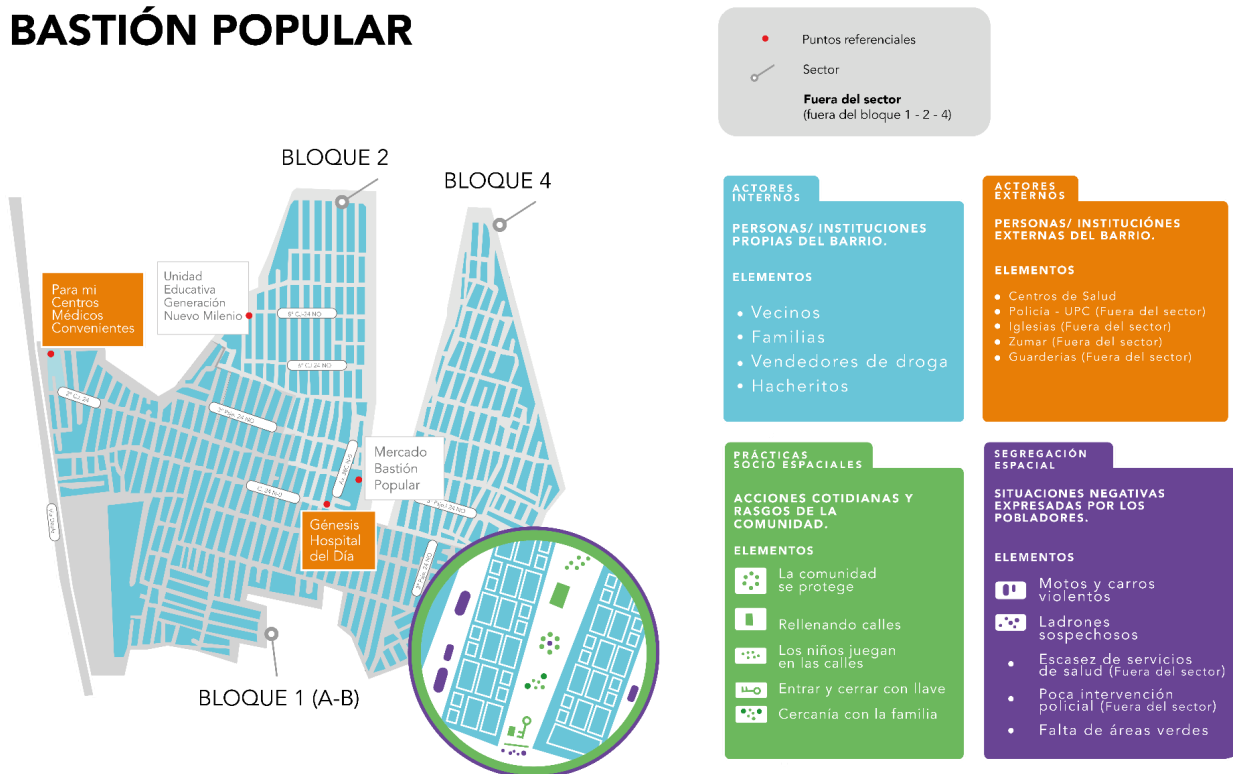 BASTIÓN POPULAR
Puntos referenciales
Sector
Fuera del sector
(fuera del bloque 1 - 2 - 4)
BLOQUE 2
BLOQUE 4
Para mi
Centros
Médicos
Convenientes
Unidad
Educativa
Generación
Nuevo Milenio
Mercado
Bastión
Popular
Génesis
Hospital
del Día
BLOQUE 1 (A-B)
ACTORES
INTERNOS
PERSONAS/ INSTITUCIONES
PROPIAS DEL BARRIO.
ELEMENTOS
• Vecinos
• Familias
• Vendedores de droga
• Hacheritos
ACTORES
EXTERNOS
PERSONAS/ INSTITUCIÓNES
EXTERNAS DEL BARRIO.
ELEMENTOS
• Centros de Salud
• Policia - UPC (Fuera del sector)
• Iglesias (Fuera del sector)
• Zumar (Fuera del sector)
• Guarderías (Fuera del sector)
PRÁCTICAS
SOCIO ESPACIALES
ACCIONES COTIDIANAS Y
RASGOS DE LA
COMUNIDAD.
ELEMENTOS
La comunidad
se protege
Rellenando calles
Los niños juegan
en las calles
Entrar y cerrar con llave
Cercanía con la familia
SEGREGACIÓN
ESPACIAL
SITUACIONES NEGATIVAS
EXPRESADAS POR LOS
POBLADORES.
ELEMENTOS
Motos y carros
violentos
Ladrones
sospechosos
• Escasez de servicios
de salud (Fuera del sector)
• Poca intervención
policial (Fuera del sector)
• Falta de áreas verdes